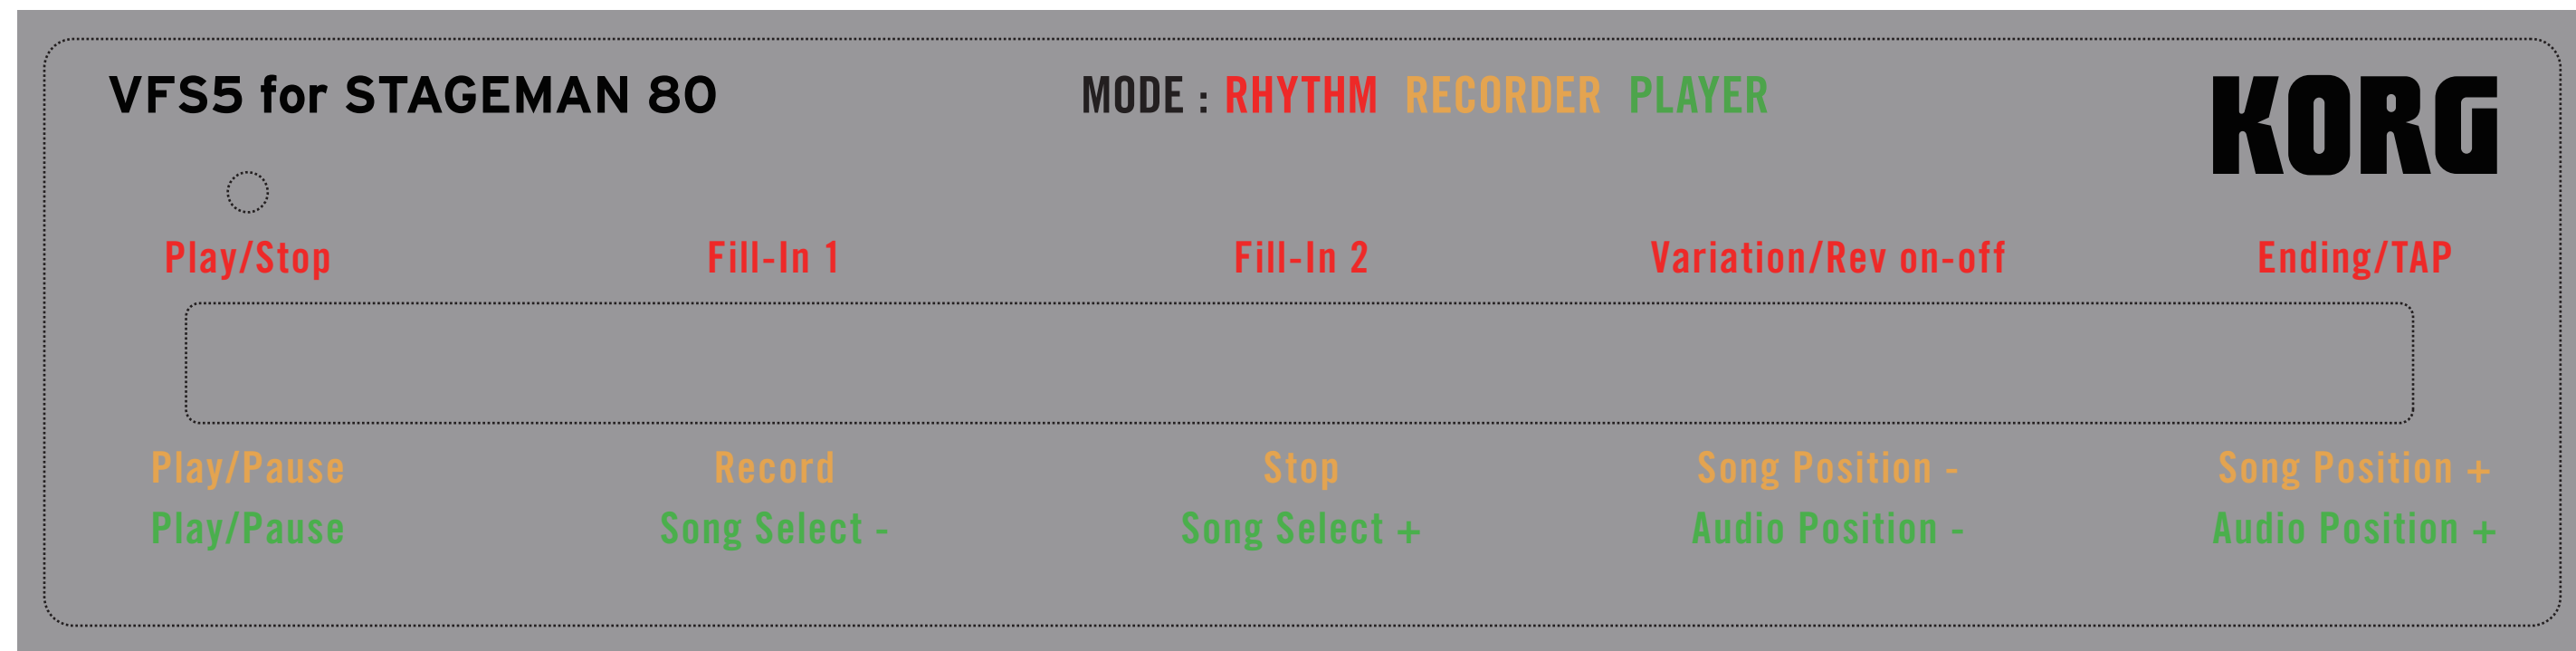 VFS5 for STAGEMAN 80
MODE : RHYTHM RECORDER PLAYER
KORG
Play/Stop Fill-In 1 Fill-In 2 Variation/Rev on-off Ending/TAP
Play/Pause Record Stop Song Position - Song Position +
Play/Pause Song Select - Song Select + Audio Position - Audio Position +